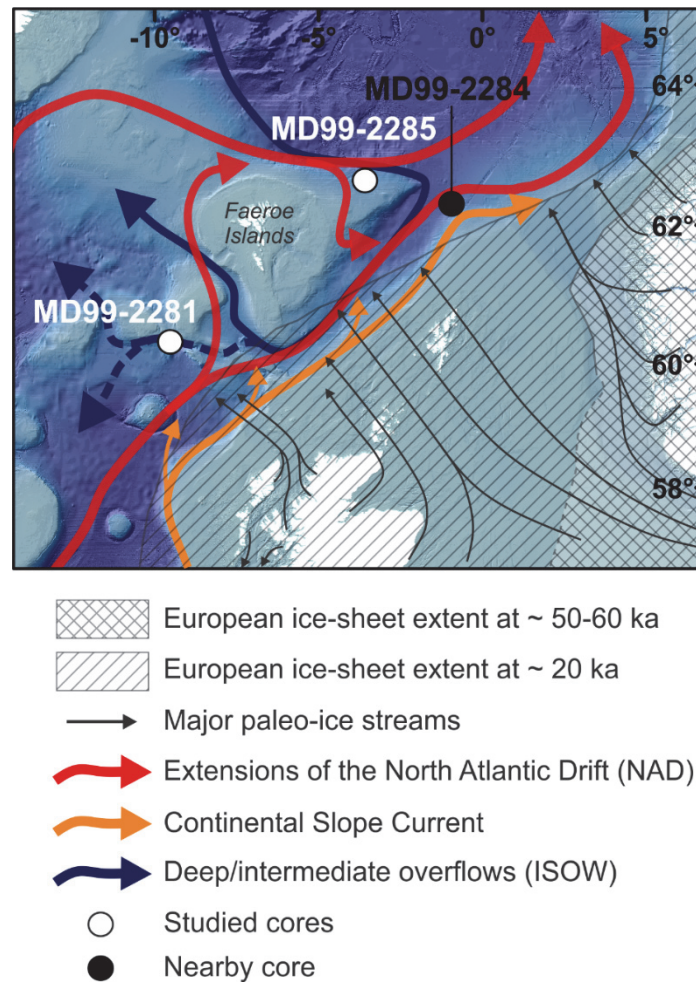 -10°
-5°
0°
5°
64°
MD99-2284
MD99-2285
62°
Faeroe
Islands
MD99-2281
60°
58°
European ice-sheet extent at ~ 50-60 ka
European ice-sheet extent at ~ 20 ka
Major paleo-ice streams
Extensions of the North Atlantic Drift (NAD)
Continental Slope Current
Deep/intermediate overflows (ISOW)
Studied cores
Nearby core